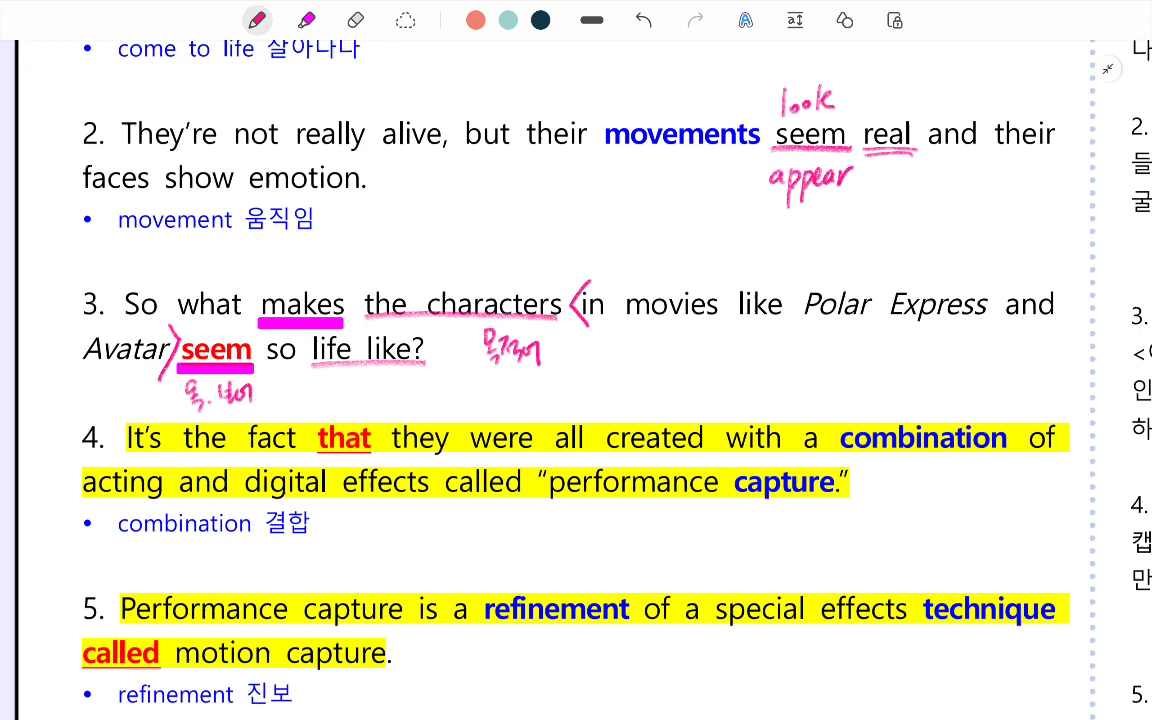 • come to life 살아나다
나
look
2. They’re not really alive, but their movements seem real and their
faces show emotion.
appear
• movement 움직임
2.
들
굴
3. So what makes the characters in movies like Polar Express and
Avatar seem so life like?
목적어
목.보어
3.
<
인
하
4. It’s the fact that they were all created with a combination of
acting and digital effects called “performance capture.”
• combination 결합
4.
캡
만
5. Performance capture is a refinement of a special effects technique
called motion capture.
• refinement 진보
5.